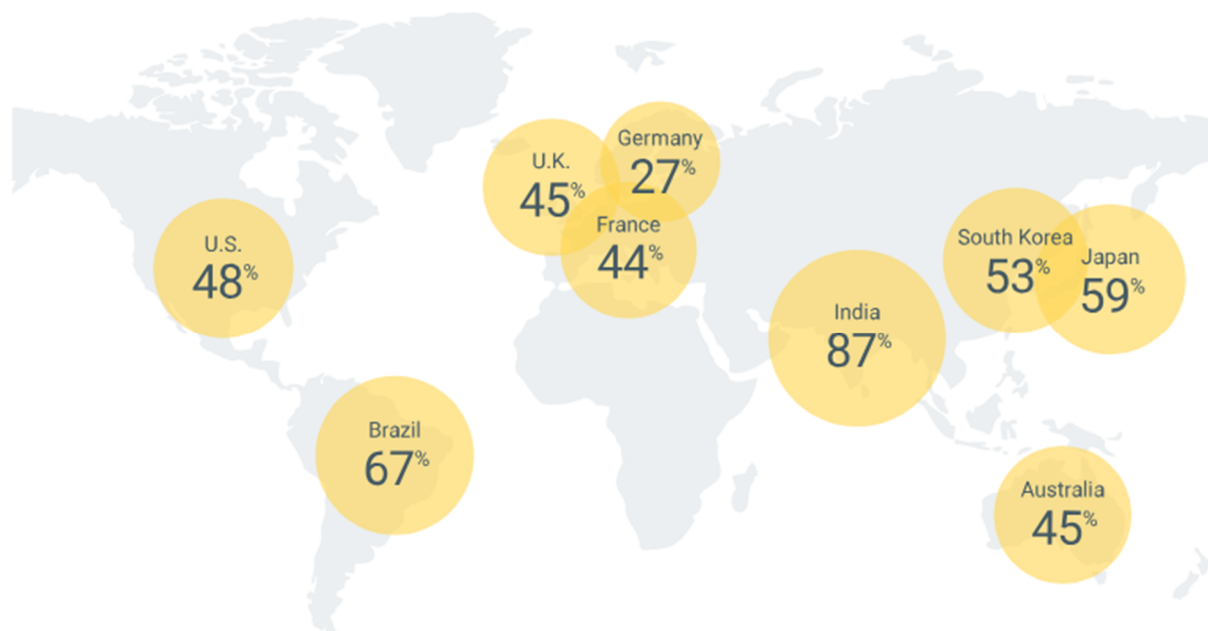 Germany
27%
U.K.
45%
France
44%
U.S.
48%
South Korea
53%
Japan
59%
India
87%
Brazil
67%
Australia
45%